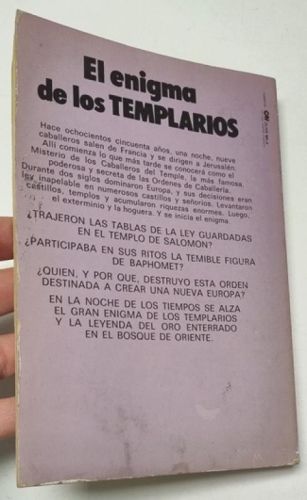 El enigma
de los TEMPLARIOS
Hace ochocientos cincuenta años, una noche, nueve
caballeros salen de Francia y se dirigen a Jerusalén.
Allí comienza lo que más tarde se conocerá como el
Misterio de los Caballeros del Temple, la más famosa,
poderosa y secreta de las Ordenes de Caballería.
Durante dos siglos dominaron Europa, y sus decisiones eran
ley inapelable en numerosos castillos y señoríos. Levantaron
castillos, templos y acumularon riquezas enormes. Luego,
el exterminio y la hoguera. Y se inicia el enigma.
¿TRAJERON LAS TABLAS DE LA LEY GUARDADAS
EN EL TEMPLO DE SALOMON?
¿PARTICIPABA EN SUS RITOS LA TEMIBLE FIGURA
DE BAPHOMET?
¿QUIEN, Y POR QUE, DESTRUYO ESTA ORDEN
DESTINADA A CREAR UNA NUEVA EUROPA?
EN LA NOCHE DE LOS TIEMPOS SE ALZA
EL GRAN ENIGMA DE LOS TEMPLARIOS
Y LA LEYENDA DEL ORO ENTERRADO
EN EL BOSQUE DE ORIENTE.